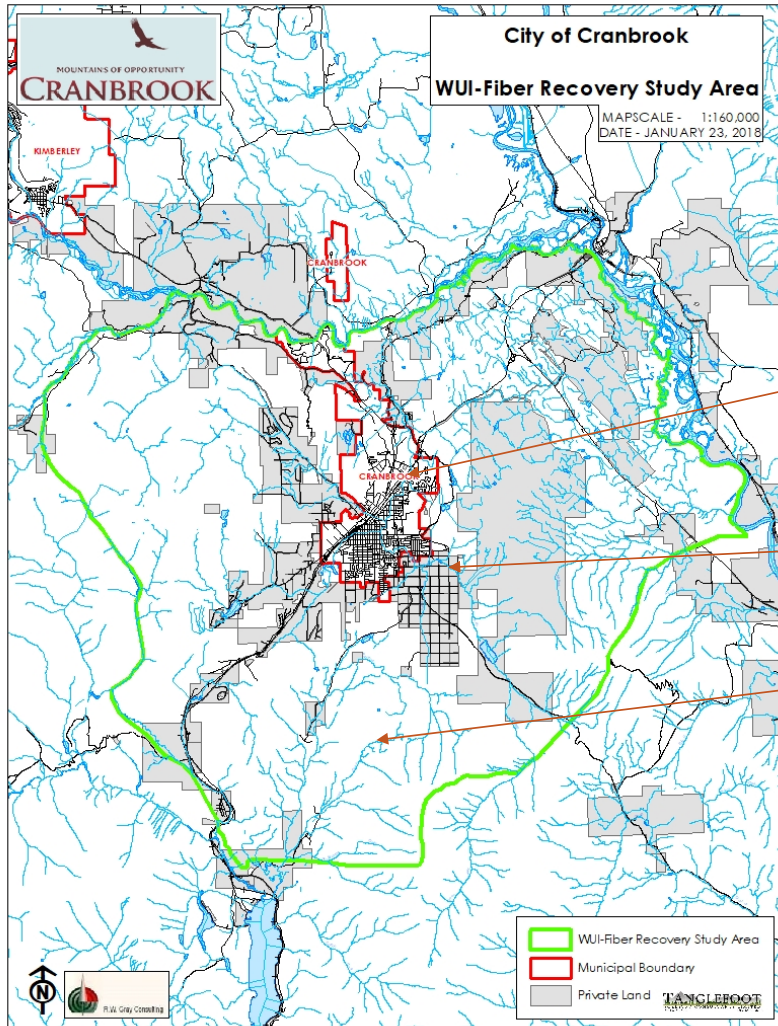 MOUNTAINS OF OPPORTUNITY
CRANBROOK
City of Cranbrook
WUI-Fiber Recovery Study Area
MAPSCALE - 1:160,000
DATE - JANUARY 23, 2018
KIMBERLEY
CRANBROOK
CRANBROOK
WUI-Fiber Recovery Study Area
Municipal Boundary
Private Land
TANGLEFOOT
N
R.W. Gray Consulting